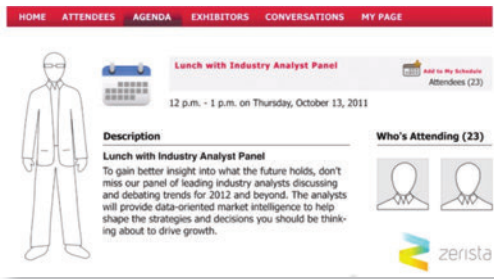 HOME ATTENDEES AGENDA EXHIBITORS CONVERSATIONS MY PAGE
Lunch with Industry Analyst Panel
Add to My Schedule
Attendees (23)
12 p.m. - 1 p.m. on Thursday, October 13, 2011
Description
Lunch with Industry Analyst Panel
To gain better insight into what the future holds, don't
miss our panel of leading industry analysts discussing
and debating trends for 2012 and beyond. The analysts
will provide data-oriented market intelligence to help
shape the strategies and decisions you should be think-
ing about to drive growth.
Who's Attending (23)
zerista